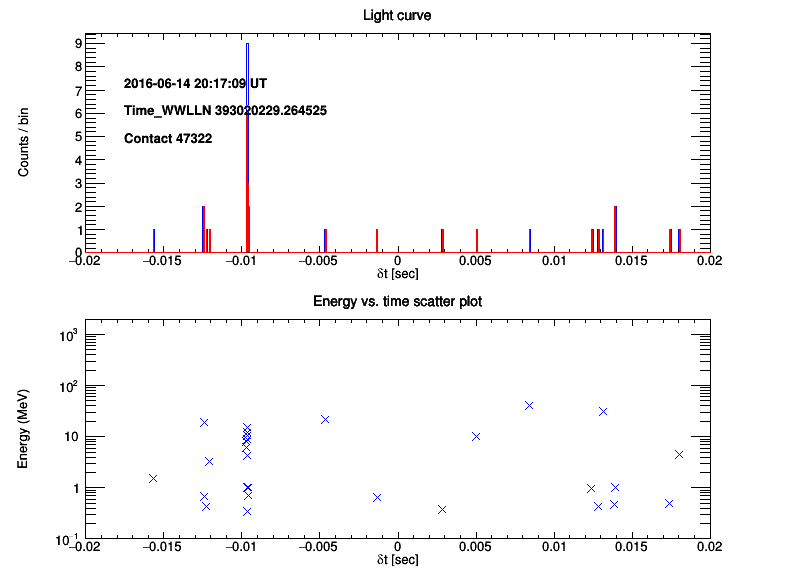 Light curve
9
8
7
6
5
4
3
2
1
0
Counts / bin
2016-06-14 20:17:09 UT
Time_WWLLN 393020229.264525
Contact 47322
−0.02 −0.015 −0.01 −0.005 0 0.005 0.01 0.015 0.02
δt [sec]
Energy vs. time scatter plot
10³
10²
10
1
10⁻¹
Energy (MeV)
−0.02 −0.015 −0.01 −0.005 0 0.005 0.01 0.015 0.02
δt [sec]